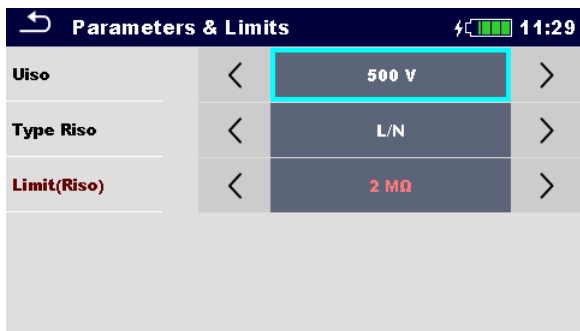 Parameters & Limits 11:29
Uiso 500 V
Type Riso L/N
Limit(Riso) 2 MΩ